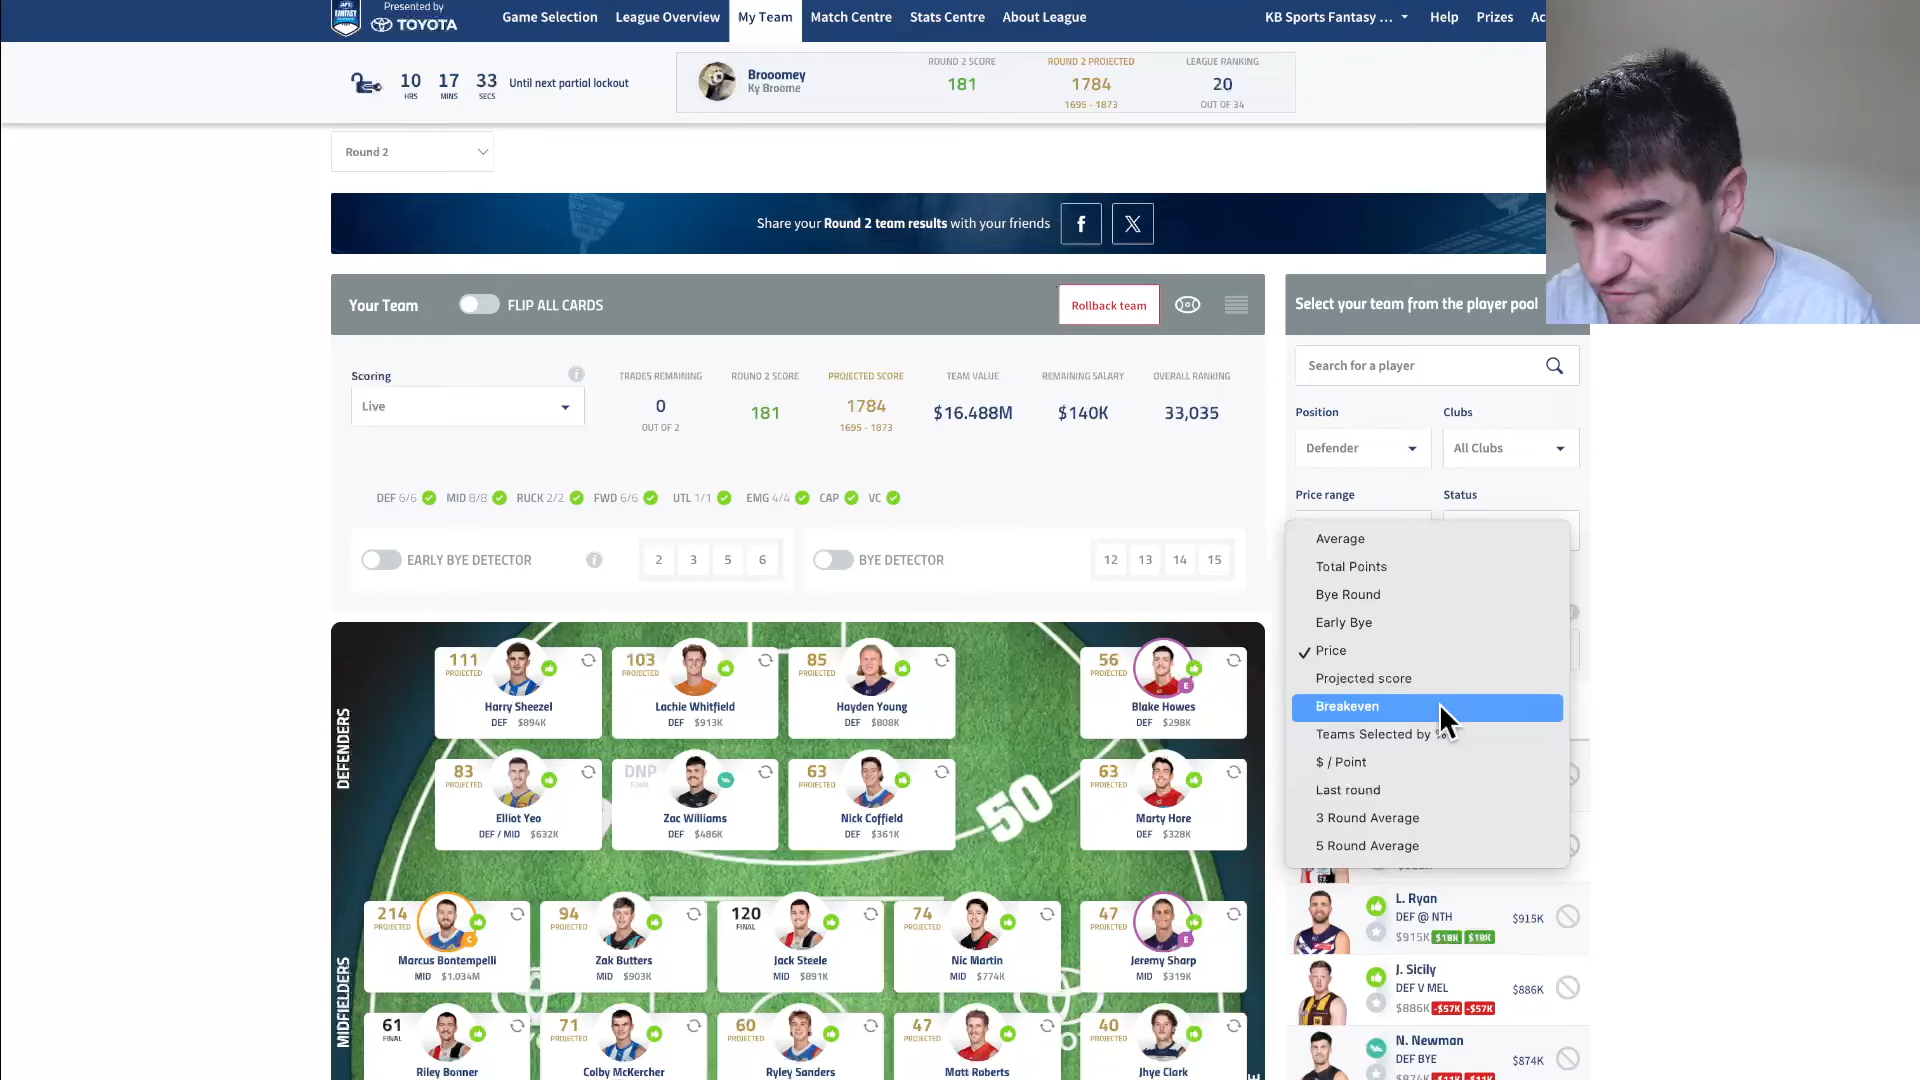 Presented by
AFL FANTASY
TOYOTA
Game Selection
League Overview
My Team
Match Centre
Stats Centre
About League
KB Sports Fantasy ...
Help
Prizes
Ac
10 HRS
17 MINS
33 SECS
Until next partial lockout
Brooomey
Ky Broome
ROUND 2 SCORE
181
ROUND 2 PROJECTED
1784
1695 - 1873
LEAGUE RANKING
20
OUT OF 34
Round 2
Share your Round 2 team results with your friends
Your Team
FLIP ALL CARDS
Rollback team
Select your team from the player pool
Scoring
Live
TRADES REMAINING
0
OUT OF 2
ROUND 2 SCORE
181
PROJECTED SCORE
1784
1695 - 1873
TEAM VALUE
$16.488M
REMAINING SALARY
$140K
OVERALL RANKING
33,035
Search for a player
Position
Defender
Clubs
All Clubs
Price range
Status
DEF 6/6
MID 8/8
RUCK 2/2
FWD 6/6
UTL 1/1
EMG 4/4
CAP
VC
EARLY BYE DETECTOR
2 3 5 6
BYE DETECTOR
12 13 14 15
Average
Total Points
Bye Round
Early Bye
✓ Price
Projected score
Breakeven
Teams Selected by %
$ / Point
Last round
3 Round Average
5 Round Average
DEFENDERS
111 PROJECTED
Harry Sheezel
DEF $894K
103 PROJECTED
Lachie Whitfield
DEF $913K
85 PROJECTED
Hayden Young
DEF $808K
56 PROJECTED
E
Blake Howes
DEF $298K
83 PROJECTED
Elliot Yeo
DEF / MID $632K
DNP FINAL
Zac Williams
DEF $486K
63 PROJECTED
Nick Coffield
DEF $361K
50
63 PROJECTED
Marty Hore
DEF $328K
MIDFIELDERS
214 PROJECTED
C
Marcus Bontempelli
MID $1.034M
94 PROJECTED
Zak Butters
MID $903K
120 FINAL
Jack Steele
MID $891K
74 PROJECTED
Nic Martin
MID $774K
47 PROJECTED
E
Jeremy Sharp
MID $319K
61 FINAL
Riley Bonner
71 PROJECTED
Colby McKercher
60 PROJECTED
Ryley Sanders
47 PROJECTED
Matt Roberts
40 PROJECTED
Jhye Clark
L. Ryan
DEF @ NTH
$915K $18K $18K
$915K
J. Sicily
DEF V MEL
$886K -$57K -$57K
$886K
N. Newman
DEF BYE
$874K -$11K -$11K
$874K